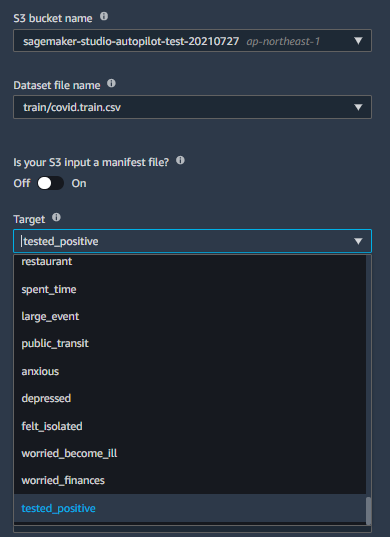 S3 bucket name
sagemaker-studio-autopilot-test-20210727 ap-northeast-1
Dataset file name
train/covid.train.csv
Is your S3 input a manifest file?
Off On
Target
tested_positive
restaurant
spent_time
large_event
public_transit
anxious
depressed
felt_isolated
worried_become_ill
worried_finances
tested_positive